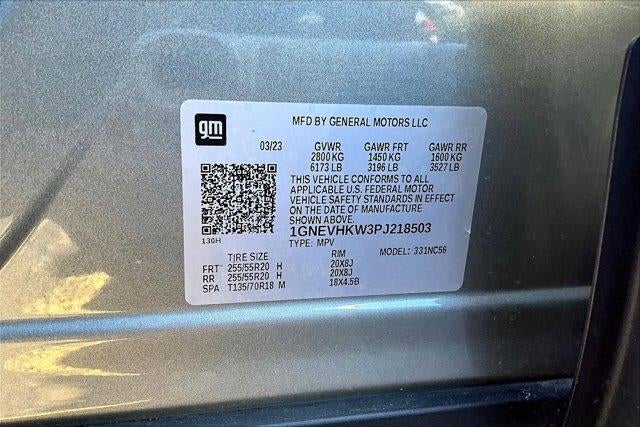 gm
MFD BY GENERAL MOTORS LLC
03/23 GVWR GAWR FRT GAWR RR
2800 KG 1450 KG 1600 KG
6173 LB 3196 LB 3527 LB
THIS VEHICLE CONFORMS TO ALL
APPLICABLE U.S. FEDERAL MOTOR
VEHICLE SAFETY STANDARDS IN EFFECT
ON THE DATE OF MANUFACTURE
SHOWN ABOVE.
1GNEVHKW3PJ218503
13GH
TYPE: MPV MODEL: 331NC56
TIRE SIZE RIM
FRT 255/55R20 H 20X8J
RR 255/55R20 H 20X8J
SPA T135/70R18 M 18X4.5B